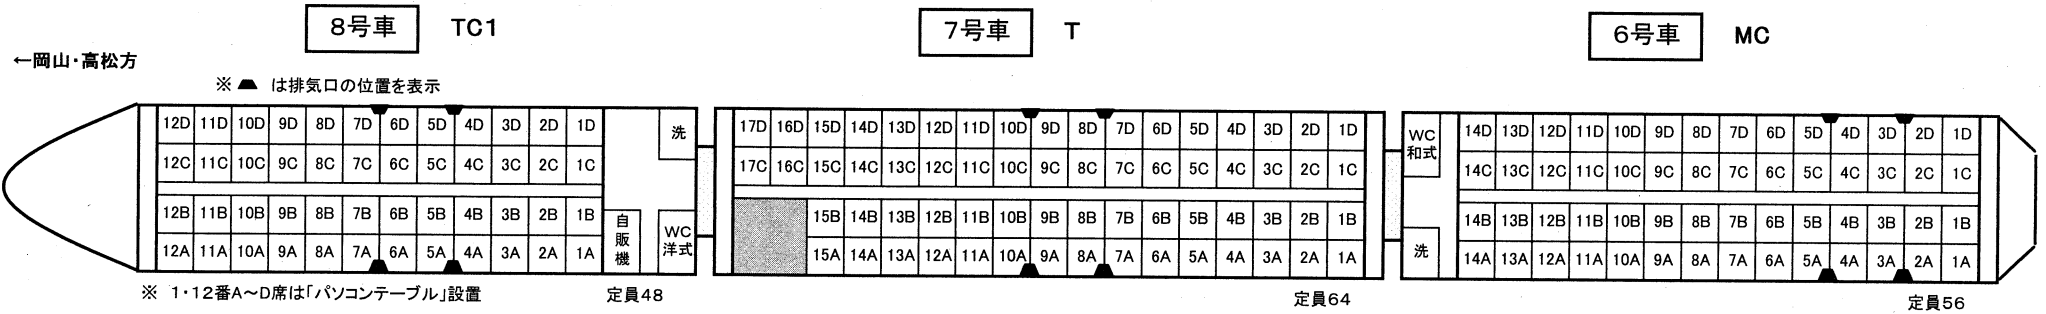 8号車 TC1 7号車 T 6号車 MC
←岡山・高松方
※ は排気口の位置を表示
12D 11D 10D 9D 8D 7D 6D 5D 4D 3D 2D 1D 洗 17D 16D 15D 14D 13D 12D 11D 10D 9D 8D 7D 6D 5D 4D 3D 2D 1D WC和式 14D 13D 12D 11D 10D 9D 8D 7D 6D 5D 4D 3D 2D 1D
12C 11C 10C 9C 8C 7C 6C 5C 4C 3C 2C 1C 17C 16C 15C 14C 13C 12C 11C 10C 9C 8C 7C 6C 5C 4C 3C 2C 1C 14C 13C 12C 11C 10C 9C 8C 7C 6C 5C 4C 3C 2C 1C
12B 11B 10B 9B 8B 7B 6B 5B 4B 3B 2B 1B 自販機 WC洋式 15B 14B 13B 12B 11B 10B 9B 8B 7B 6B 5B 4B 3B 2B 1B 14B 13B 12B 11B 10B 9B 8B 7B 6B 5B 4B 3B 2B 1B
12A 11A 10A 9A 8A 7A 6A 5A 4A 3A 2A 1A 15A 14A 13A 12A 11A 10A 9A 8A 7A 6A 5A 4A 3A 2A 1A 洗 14A 13A 12A 11A 10A 9A 8A 7A 6A 5A 4A 3A 2A 1A
※ 1・12番A～D席は「パソコンテーブル」設置 定員48 定員64 定員56